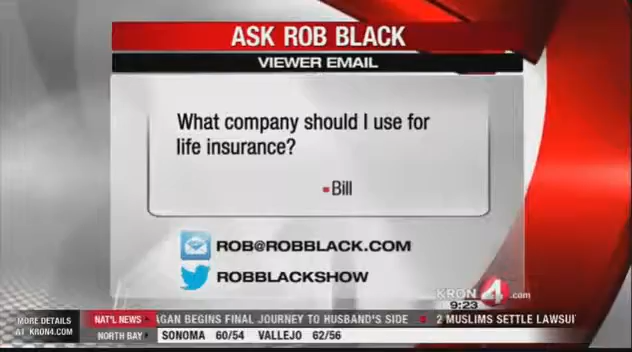 ASK ROB BLACK
VIEWER EMAIL
What company should I use for
life insurance?
Bill
ROB@ROBBLACK.COM
ROBBLACKSHOW
KRON 4.com
9:23
MORE DETAILS
AT KRON4.COM
NAT'L NEWS AGAN BEGINS FINAL JOURNEY TO HUSBAND'S SIDE 2 MUSLIMS SETTLE LAWSUI
NORTH BAY SONOMA 60/54 VALLEJO 62/56